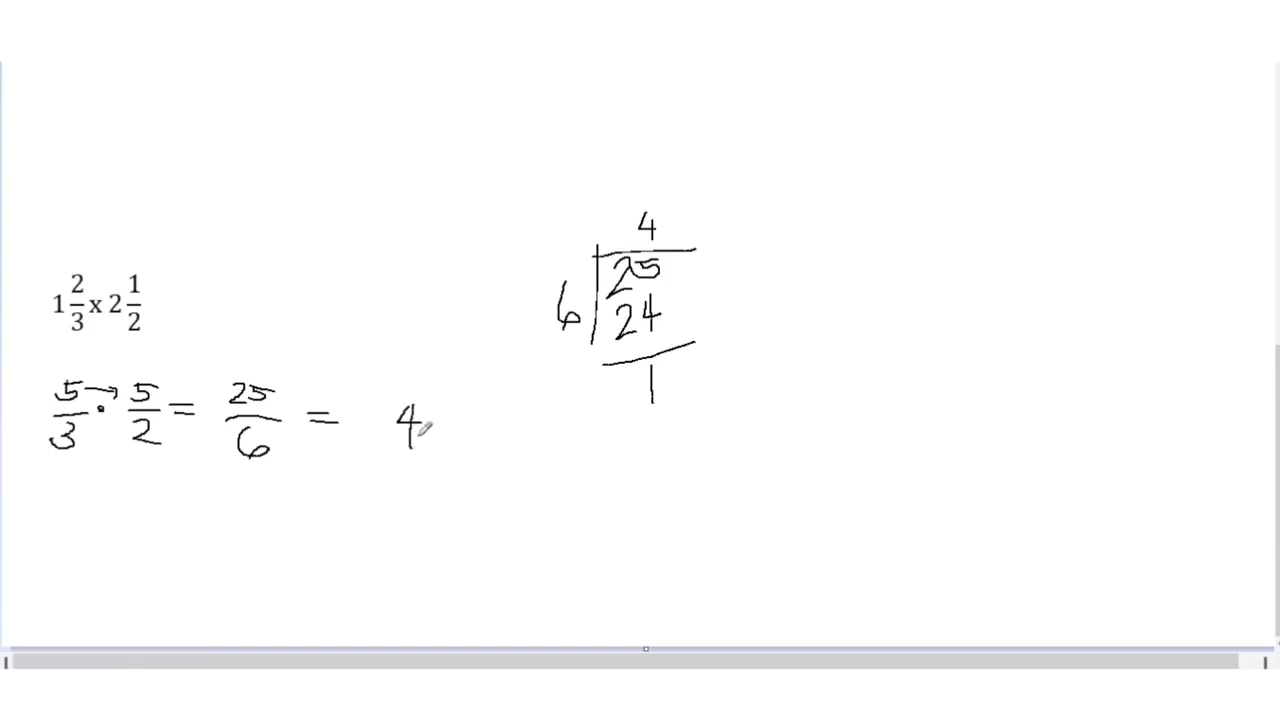 4
6 25
24
1
1 2/3 x 2 1/2
5/3 · 5/2 = 25/6 = 4